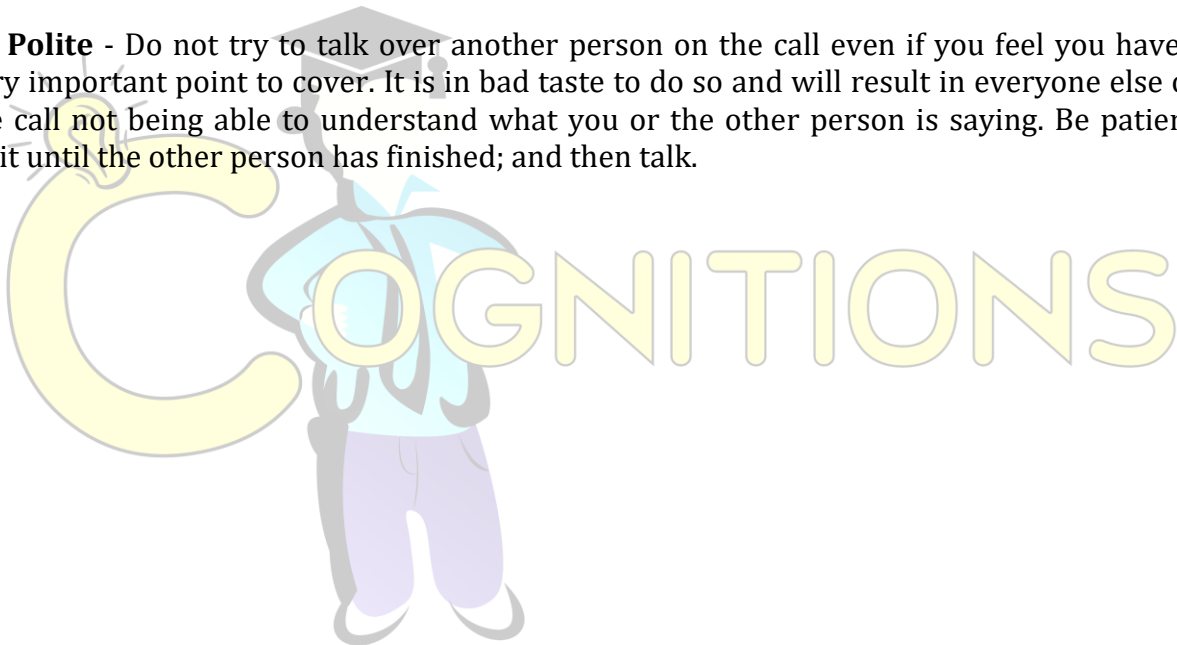 Polite - Do not try to talk over another person on the call even if you feel you have
ry important point to cover. It is in bad taste to do so and will result in everyone else
e call not being able to understand what you or the other person is saying. Be patien
it until the other person has finished; and then talk.
COGNITIONS